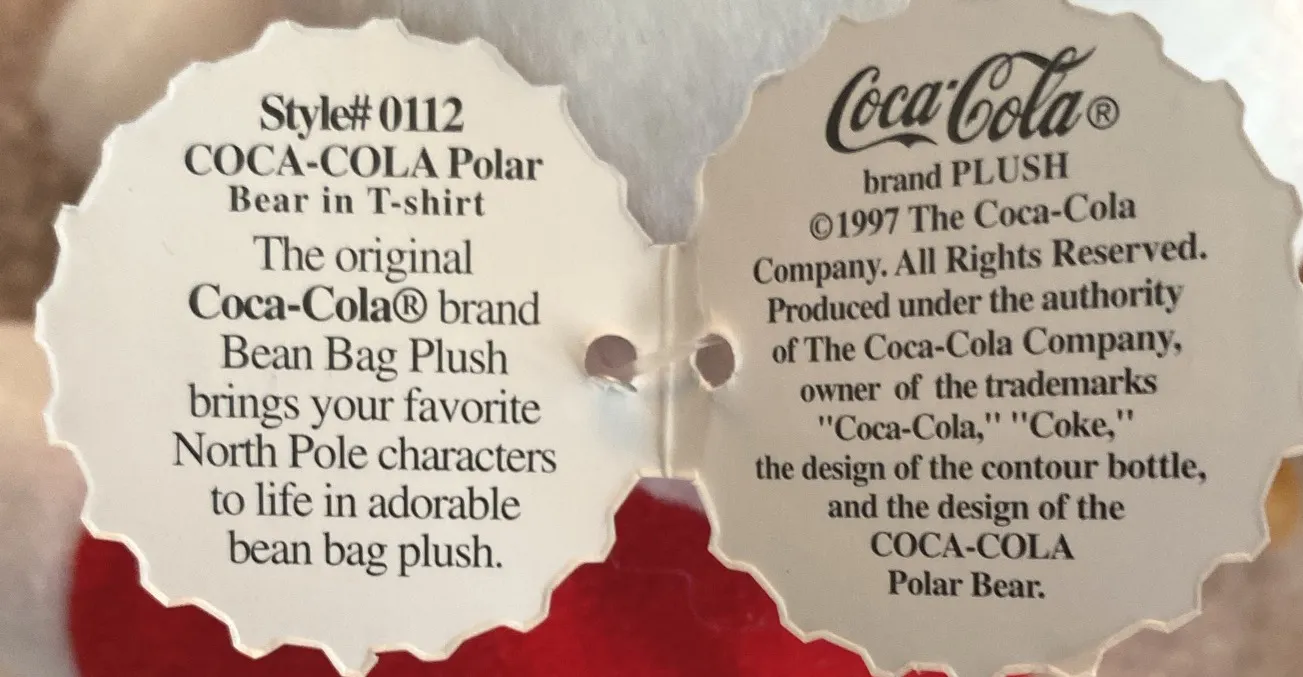 Style# 0112
COCA-COLA Polar
Bear in T-shirt
The original
Coca-Cola® brand
Bean Bag Plush
brings your favorite
North Pole characters
to life in adorable
bean bag plush.
Coca-Cola®
brand PLUSH
©1997 The Coca-Cola
Company. All Rights Reserved.
Produced under the authority
of The Coca-Cola Company,
owner of the trademarks
"Coca-Cola," "Coke,"
the design of the contour bottle,
and the design of the
COCA-COLA
Polar Bear.